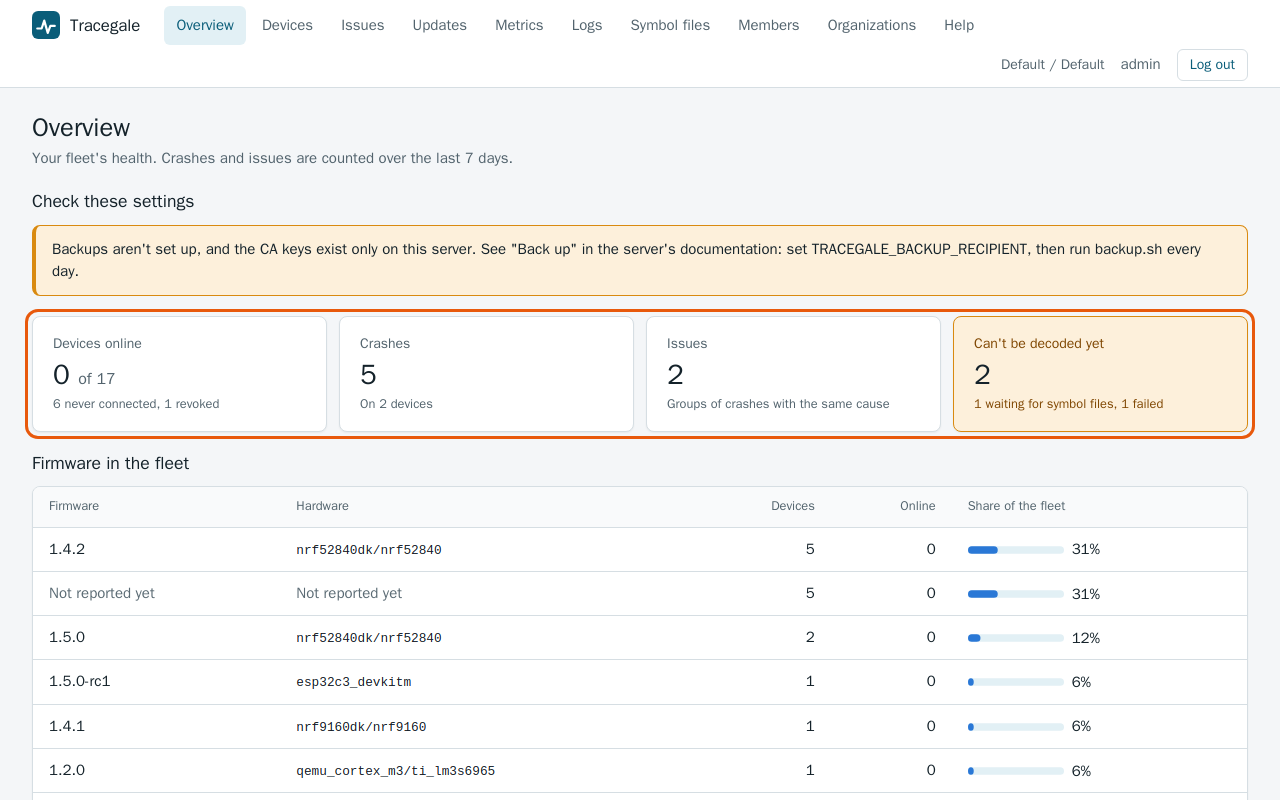 Tracegale
Overview
Devices
Issues
Updates
Metrics
Logs
Symbol files
Members
Organizations
Help
Default / Default
admin
Log out
Overview
Your fleet's health. Crashes and issues are counted over the last 7 days.
Check these settings
Backups aren't set up, and the CA keys exist only on this server. See "Back up" in the server's documentation: set TRACEGALE_BACKUP_RECIPIENT, then run backup.sh every
day.
Devices online
0 of 17
6 never connected, 1 revoked
Crashes
5
On 2 devices
Issues
2
Groups of crashes with the same cause
Can't be decoded yet
2
1 waiting for symbol files, 1 failed
Firmware in the fleet
Firmware Hardware Devices Online Share of the fleet
1.4.2 nrf52840dk/nrf52840 5 0 31%
Not reported yet Not reported yet 5 0 31%
1.5.0 nrf52840dk/nrf52840 2 0 12%
1.5.0-rc1 esp32c3_devkitm 1 0 6%
1.4.1 nrf9160dk/nrf9160 1 0 6%
1.2.0 qemu_cortex_m3/ti_lm3s6965 1 0 6%